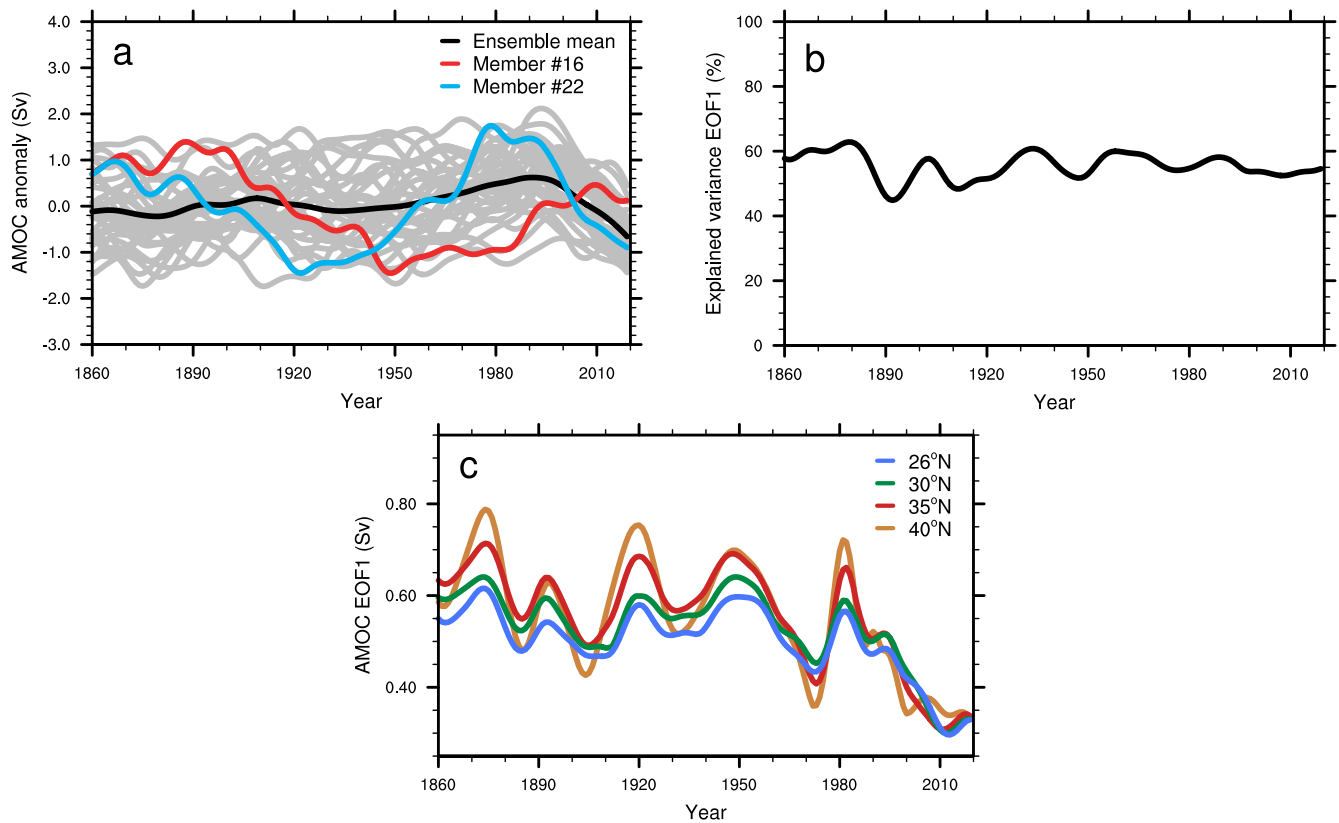 a
Ensemble mean
Member #16
Member #22
4.0
3.0
2.0
1.0
0.0
-1.0
-2.0
-3.0
AMOC anomaly (Sv)
1860 1890 1920 1950 1980 2010
Year
b
100
80
60
40
20
0
Explained variance EOF1 (%)
1860 1890 1920 1950 1980 2010
Year
c
26°N
30°N
35°N
40°N
0.80
0.60
0.40
AMOC EOF1 (Sv)
1860 1890 1920 1950 1980 2010
Year